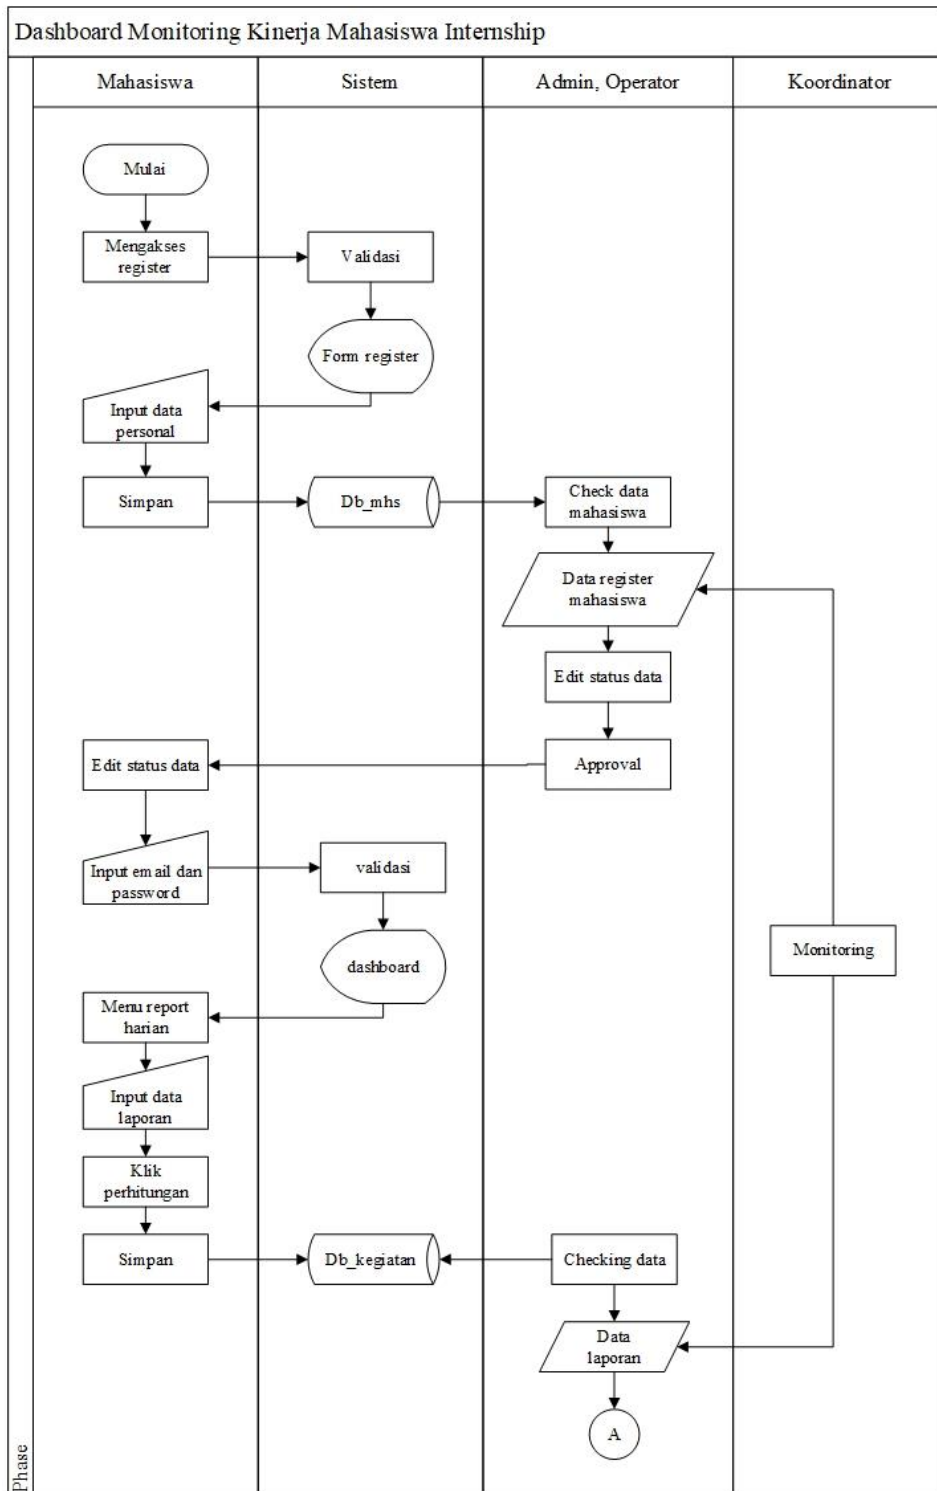 Dashboard Monitoring Kinerja Mahasiswa Internship
Mahasiswa
Sistem
Admin, Operator
Koordinator
Mulai
Mengakses
register
Validasi
Form register
Input data
personal
Simpan
Db_mhs
Check data
mahasiswa
Data register
mahasiswa
Edit status data
Approval
Edit status data
Input email dan
password
validasi
dashboard
Monitoring
Menu report
harian
Input data
laporan
Klik
perhitungan
Simpan
Db_kegiatan
Checking data
Data
laporan
A
Phase